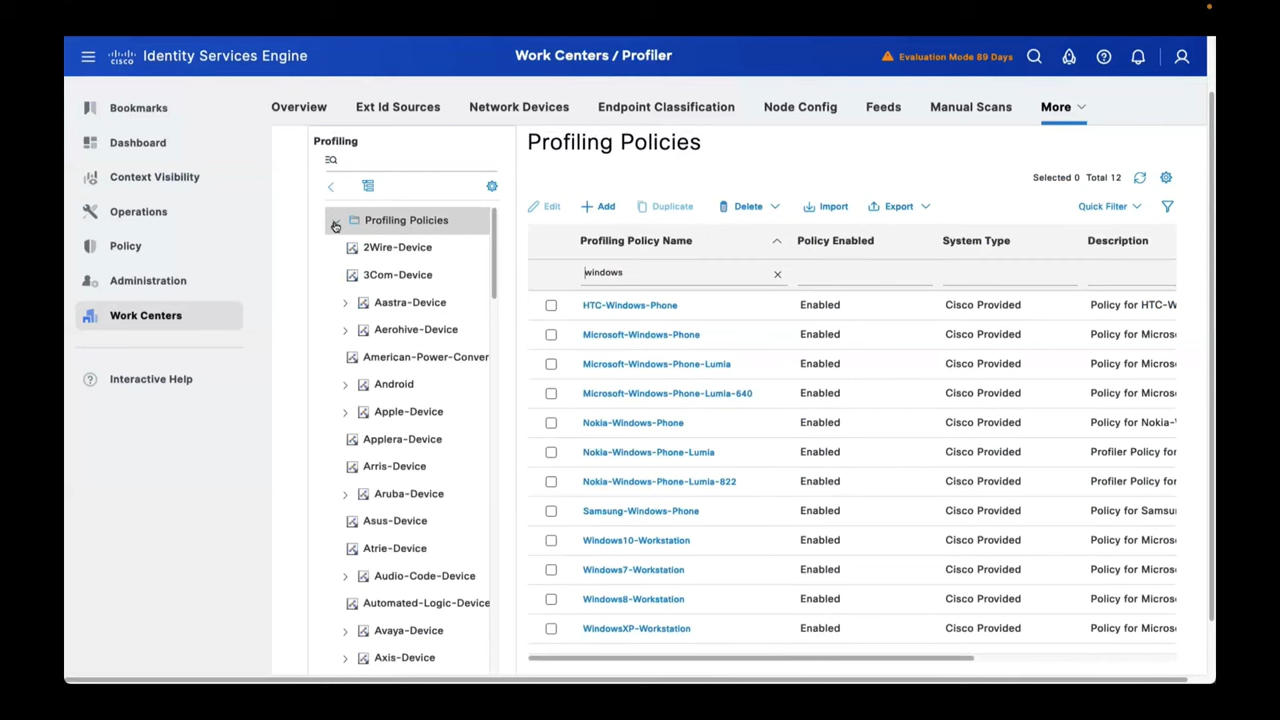 cisco
Identity Services Engine
Work Centers / Profiler
Evaluation Mode 89 Days
Bookmarks
Dashboard
Context Visibility
Operations
Policy
Administration
Work Centers
Interactive Help
Overview Ext Id Sources Network Devices Endpoint Classification Node Config Feeds Manual Scans More
Profiling
Profiling Policies
2Wire-Device
3Com-Device
Aastra-Device
Aerohive-Device
American-Power-Conver
Android
Apple-Device
Applera-Device
Arris-Device
Aruba-Device
Asus-Device
Atrie-Device
Audio-Code-Device
Automated-Logic-Device
Avaya-Device
Axis-Device
Profiling Policies
Selected 0 Total 12
Edit Add Duplicate Delete Import Export Quick Filter
Profiling Policy Name Policy Enabled System Type Description
windows
HTC-Windows-Phone Enabled Cisco Provided Policy for HTC-W
Microsoft-Windows-Phone Enabled Cisco Provided Policy for Micros
Microsoft-Windows-Phone-Lumia Enabled Cisco Provided Policy for Micros
Microsoft-Windows-Phone-Lumia-640 Enabled Cisco Provided Policy for Micros
Nokia-Windows-Phone Enabled Cisco Provided Policy for Nokia-
Nokia-Windows-Phone-Lumia Enabled Cisco Provided Profiler Policy for
Nokia-Windows-Phone-Lumia-822 Enabled Cisco Provided Profiler Policy for
Samsung-Windows-Phone Enabled Cisco Provided Policy for Samsu
Windows10-Workstation Enabled Cisco Provided Policy for Micros
Windows7-Workstation Enabled Cisco Provided Policy for Micros
Windows8-Workstation Enabled Cisco Provided Policy for Micros
WindowsXP-Workstation Enabled Cisco Provided Policy for Micros